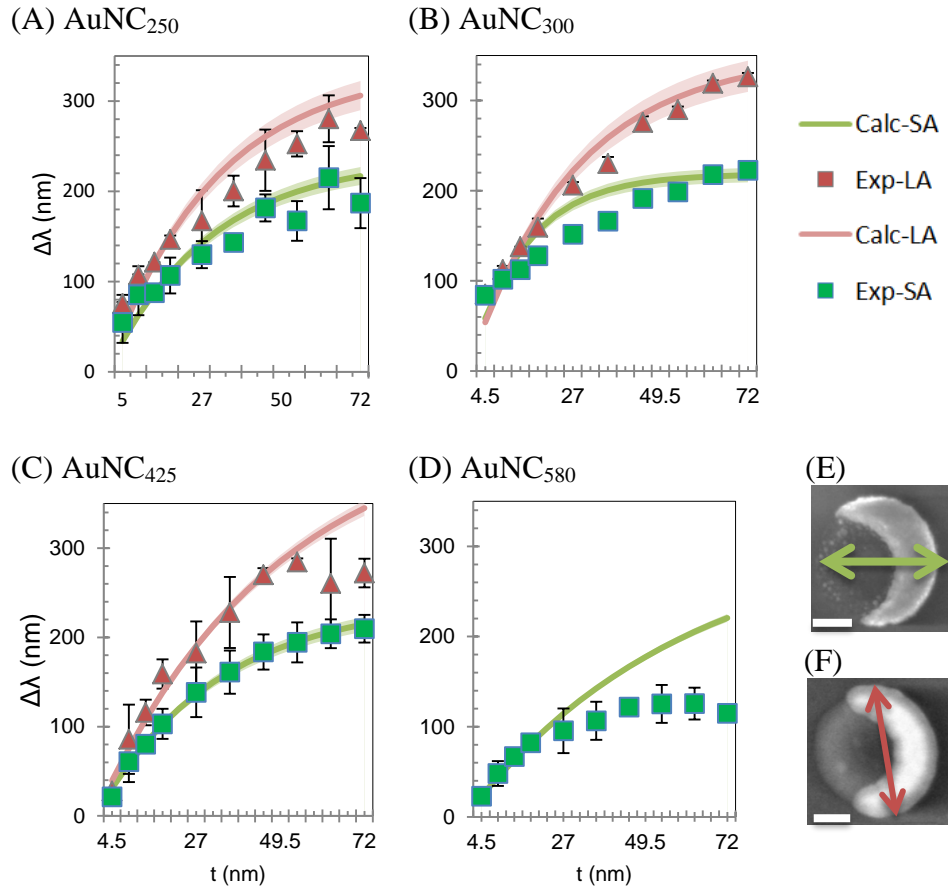 (A) AuNC250
(B) AuNC300
Δλ (nm)
300
200
100
0
5 27 50 72
300
200
100
0
4.5 27 49.5 72
Calc-SA
Exp-LA
Calc-LA
Exp-SA
(C) AuNC425
(D) AuNC580
(E)
Δλ (nm)
300
200
100
0
4.5 27 49.5 72
t (nm)
300
200
100
0
4.5 27 49.5 72
t (nm)
(F)